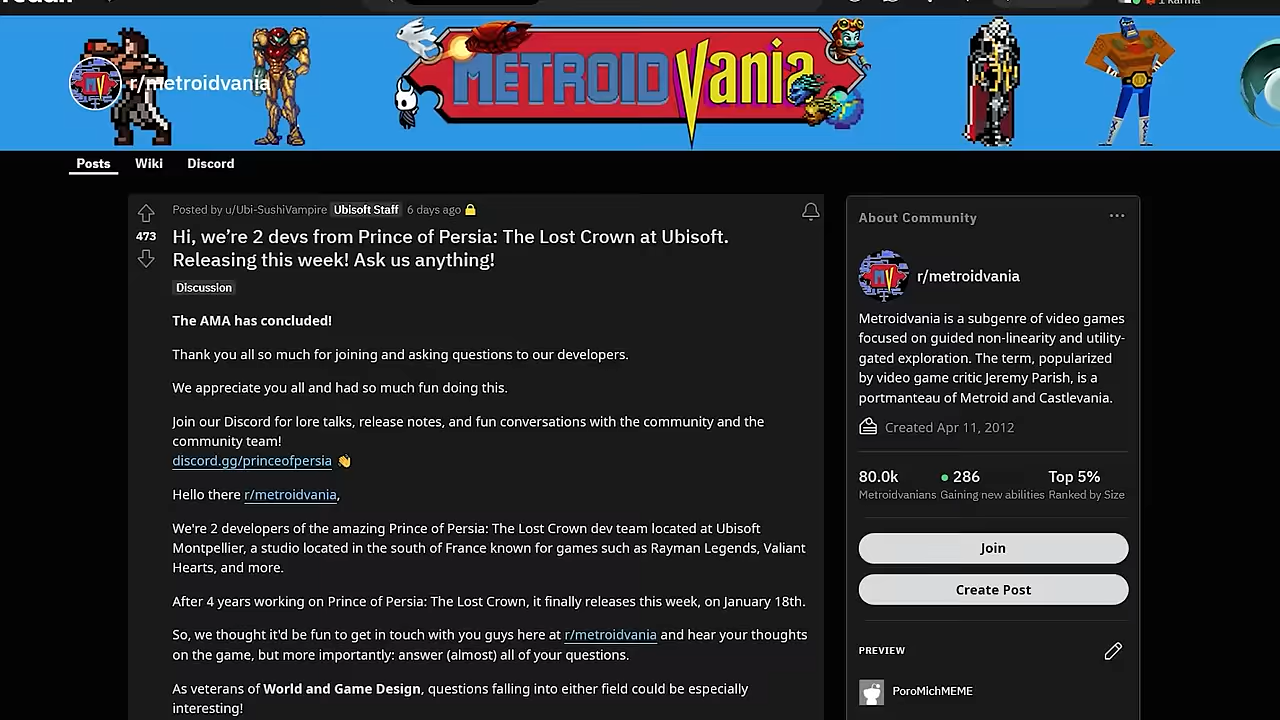 1 karma
METROIDVania
r/metroidvania
Posts Wiki Discord
Posted by u/Ubi-SushiVampire Ubisoft Staff 6 days ago
473
Hi, we’re 2 devs from Prince of Persia: The Lost Crown at Ubisoft.
Releasing this week! Ask us anything!
Discussion
The AMA has concluded!
Thank you all so much for joining and asking questions to our developers.
We appreciate you all and had so much fun doing this.
Join our Discord for lore talks, release notes, and fun conversations with the community and the
community team!
discord.gg/princeofpersia 👋
Hello there r/metroidvania,
We're 2 developers of the amazing Prince of Persia: The Lost Crown dev team located at Ubisoft
Montpellier, a studio located in the south of France known for games such as Rayman Legends, Valiant
Hearts, and more.
After 4 years working on Prince of Persia: The Lost Crown, it finally releases this week, on January 18th.
So, we thought it'd be fun to get in touch with you guys here at r/metroidvania and hear your thoughts
on the game, but more importantly: answer (almost) all of your questions.
As veterans of World and Game Design, questions falling into either field could be especially
interesting!
About Community
MV
r/metroidvania
Metroidvania is a subgenre of video games
focused on guided non-linearity and utility-
gated exploration. The term, popularized
by video game critic Jeremy Parish, is a
portmanteau of Metroid and Castlevania.
Created Apr 11, 2012
80.0k 286 Top 5%
Metroidvanians Gaining new abilities Ranked by Size
Join
Create Post
PREVIEW
PoroMichMEME